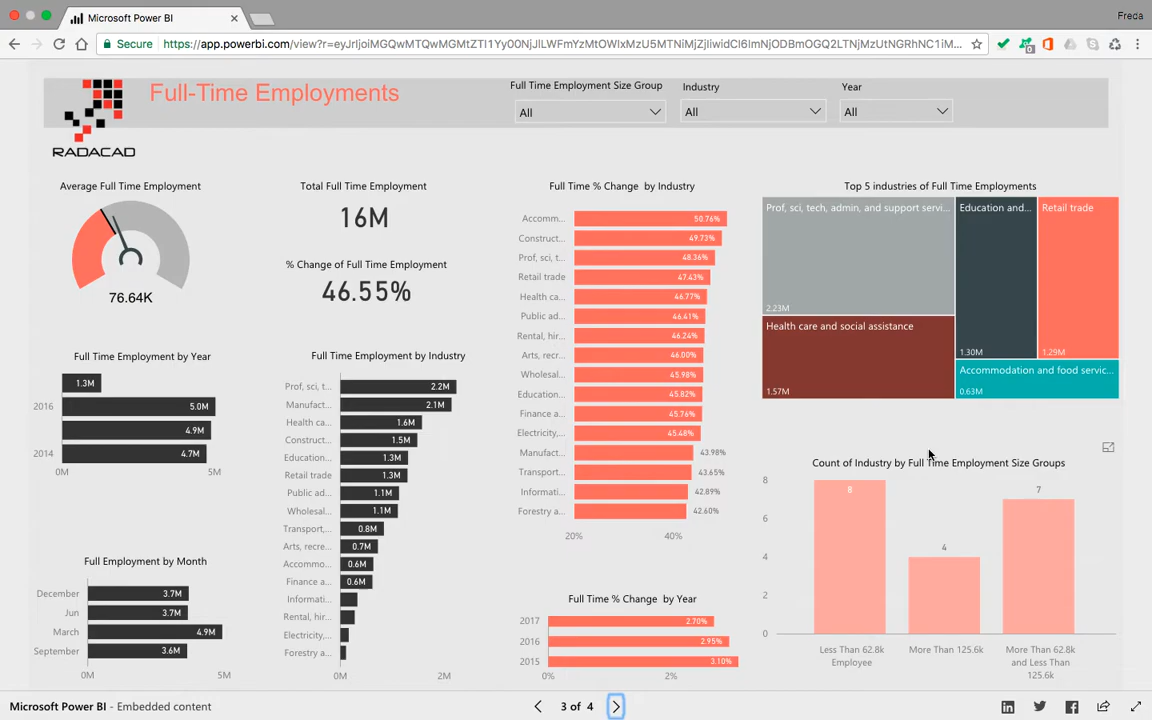 Microsoft Power BI
Freda
Secure
https://app.powerbi.com/view?r=
Full-Time Employments
RADACAD
Full Time Employment Size Group
All
Industry
All
Year
All
Average Full Time Employment
76.64K
Total Full Time Employment
16M
% Change of Full Time Employment
46.55%
Full Time % Change by Industry
Accomm... 50.76%
Construct... 49.73%
Prof, sci, t... 48.36%
Retail trade 47.43%
Health ca... 46.77%
Public ad... 46.41%
Rental, hir... 46.24%
Arts, recr... 46.00%
Wholesal... 45.98%
Education... 45.82%
Finance a... 45.76%
Electricity,... 45.48%
Manufact... 43.98%
Transport... 43.65%
Informati... 42.89%
Forestry a... 42.60%
20% 40%
Top 5 industries of Full Time Employments
Prof, sci, tech, admin, and support servi...
2.23M
Education and...
1.30M
Retail trade
1.29M
Health care and social assistance
1.57M
Accommodation and food servic...
0.63M
Full Time Employment by Year
1.3M
2016 5.0M
4.9M
2014 4.7M
0M 5M
Full Time Employment by Industry
Prof, sci, t... 2.2M
Manufact... 2.1M
Health ca... 1.6M
Construct... 1.5M
Education... 1.3M
Retail trade 1.3M
Public ad... 1.1M
Wholesal... 1.1M
Transport,... 0.8M
Arts, recre... 0.7M
Accommo... 0.6M
Finance a... 0.6M
Informati...
Rental, hir...
Electricity,...
Forestry a...
0M 2M
Full Employment by Month
December 3.7M
Jun 3.7M
March 4.9M
September 3.6M
0M 5M
Full Time % Change by Year
2017 2.70%
2016 2.95%
2015 3.10%
0% 2%
Count of Industry by Full Time Employment Size Groups
8
6
4
2
0
8
4
7
Less Than 62.8k
Employee
More Than 125.6k
More Than 62.8k
and Less Than
125.6k
Microsoft Power BI - Embedded content
3 of 4